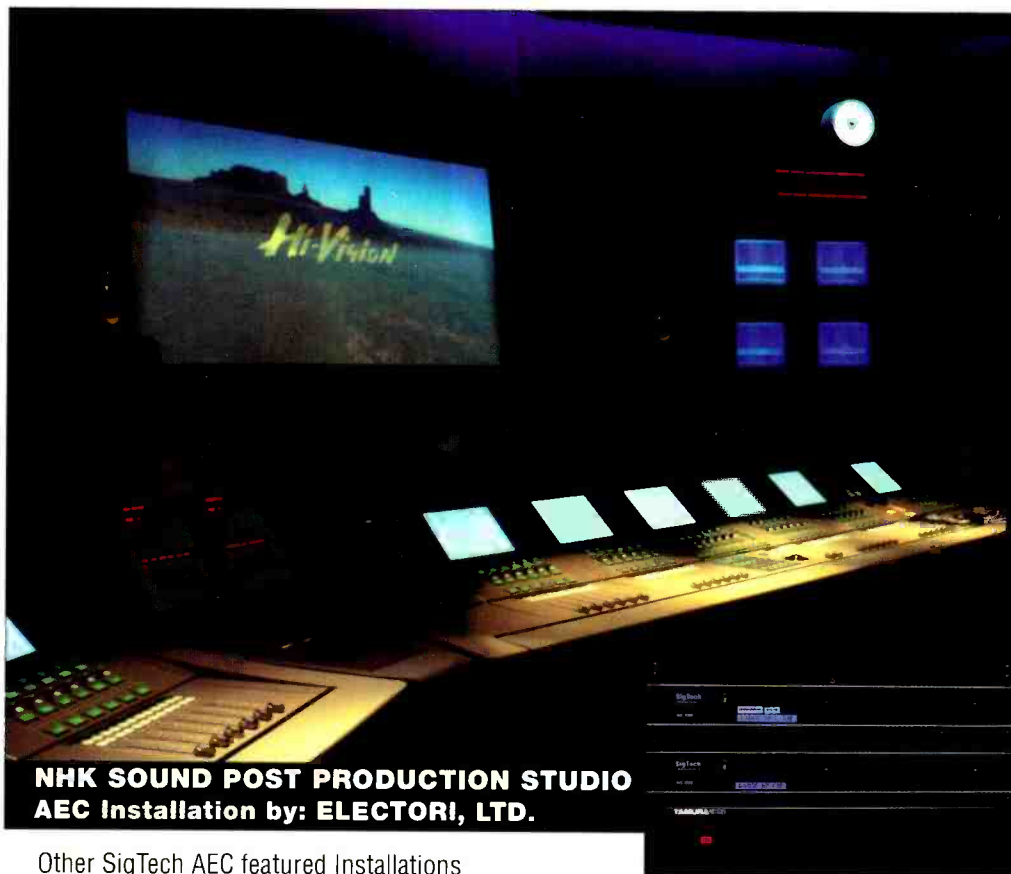 Hi-Vision
SigTech
SigTech
TAMURA
NHK SOUND POST PRODUCTION STUDIO
AEC Installation by: ELECTORI, LTD.
Other SigTech AEC featured Installations